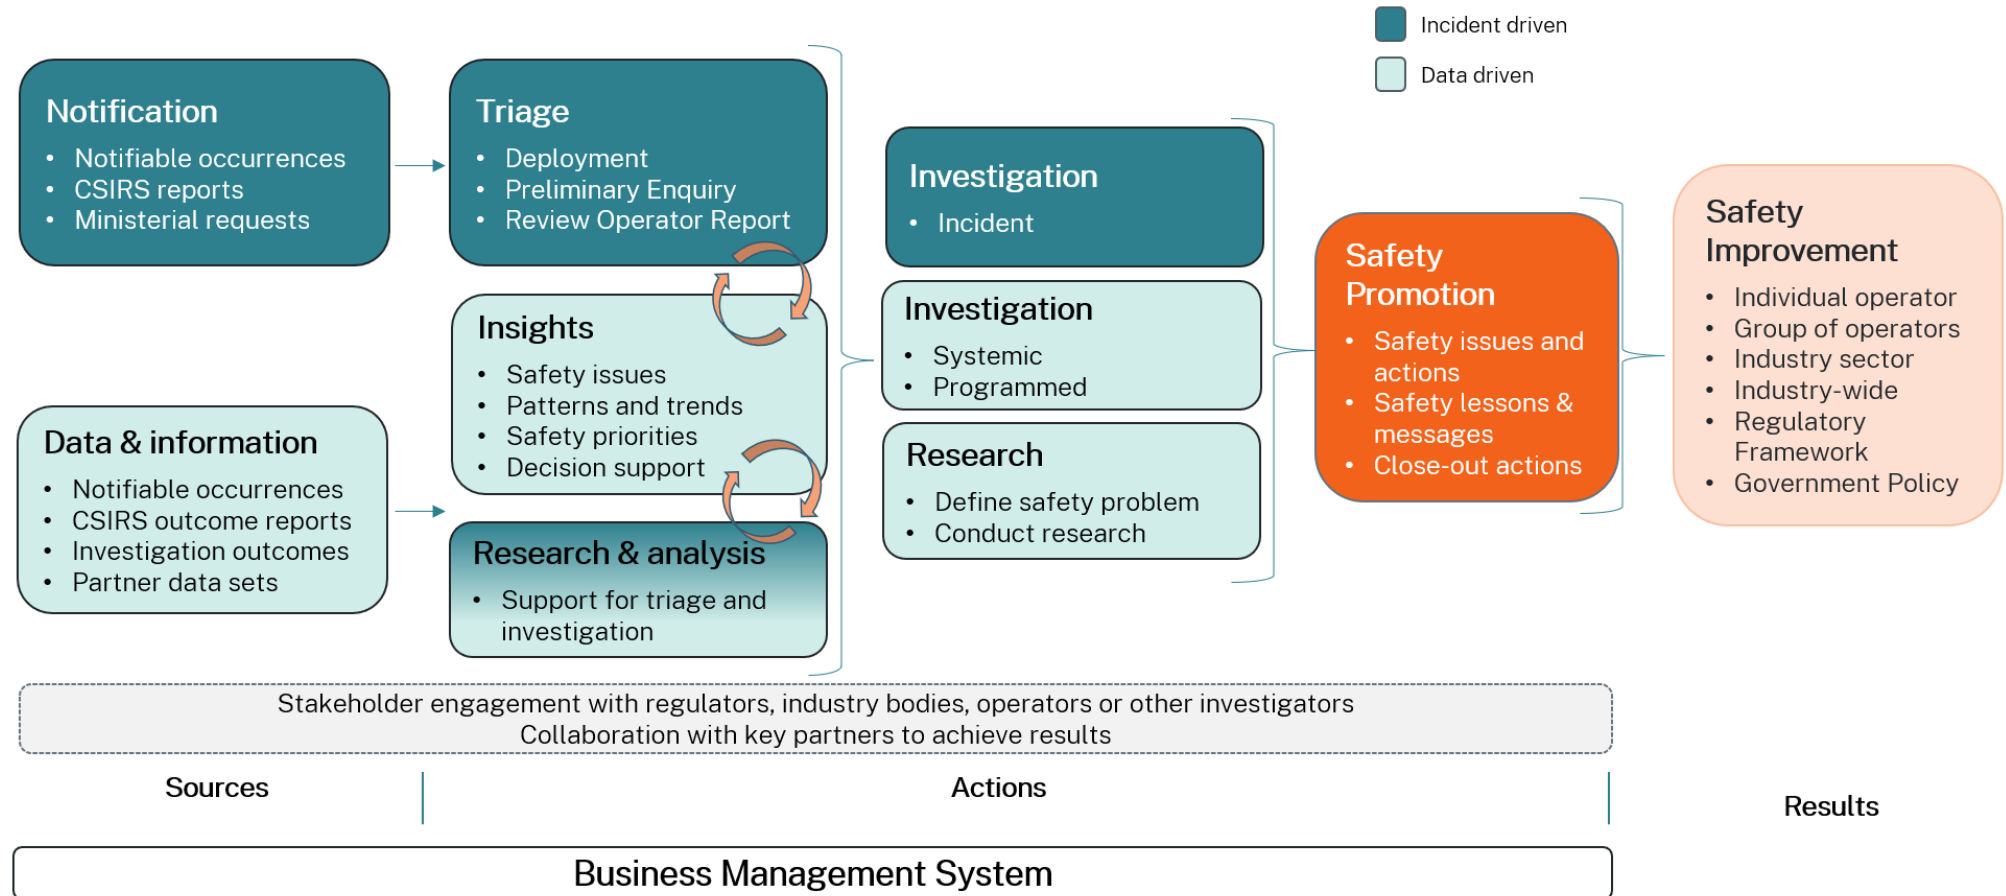 Incident driven
Data driven
Notification
• Notifiable occurrences
• CSIRS reports
• Ministerial requests
Triage
• Deployment
• Preliminary Enquiry
• Review Operator Report
Insights
• Safety issues
• Patterns and trends
• Safety priorities
• Decision support
Data & information
• Notifiable occurrences
• CSIRS outcome reports
• Investigation outcomes
• Partner data sets
Research & analysis
• Support for triage and
investigation
Investigation
• Incident
Investigation
• Systemic
• Programmed
Research
• Define safety problem
• Conduct research
Safety
Promotion
• Safety issues and
actions
• Safety lessons &
messages
• Close-out actions
Safety
Improvement
• Individual operator
• Group of operators
• Industry sector
• Industry-wide
• Regulatory
Framework
• Government Policy
Stakeholder engagement with regulators, industry bodies, operators or other investigators
Collaboration with key partners to achieve results
Sources
Actions
Results
Business Management System